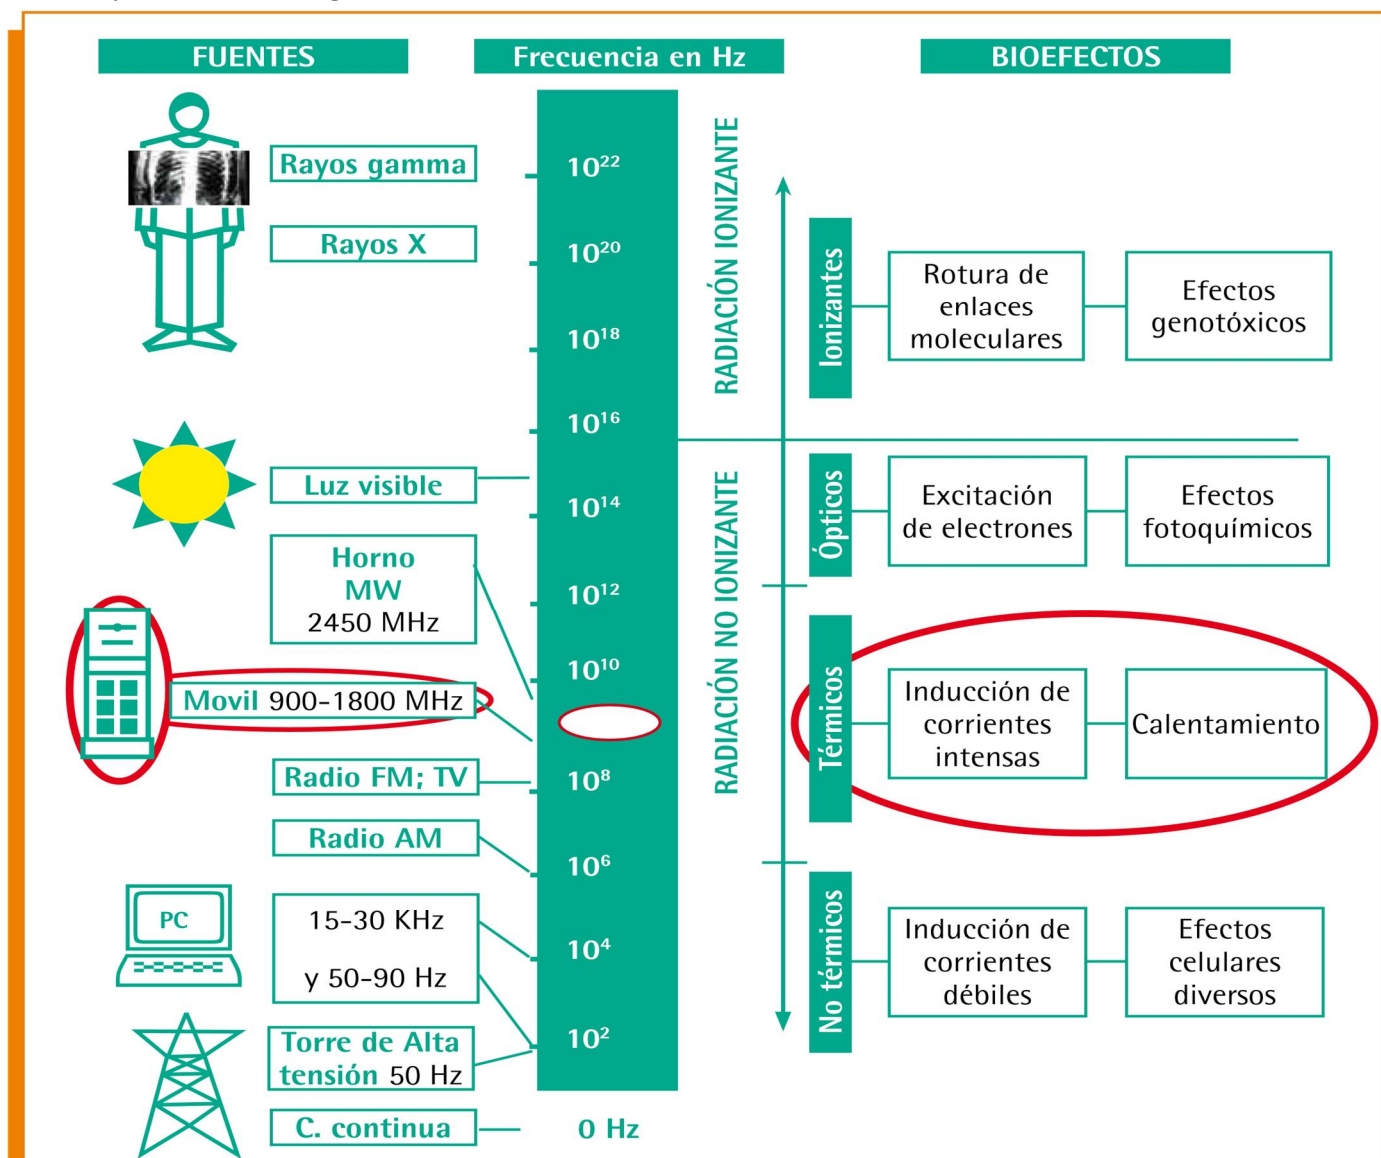 FUENTES
Frecuencia en Hz
BIOEFECTOS
Rayos gamma
Rayos X
Luz visible
Horno
MW
2450 MHz
Movil 900-1800 MHz
Radio FM; TV
Radio AM
PC
15-30 KHz
y 50-90 Hz
Torre de Alta
tensión 50 Hz
C. continua
10²²
10²⁰
10¹⁸
10¹⁶
10¹⁴
10¹²
10¹⁰
10⁸
10⁶
10⁴
10²
0 Hz
RADIACIÓN IONIZANTE
RADIACIÓN NO IONIZANTE
Ionizantes
Rotura de
enlaces
moleculares
Efectos
genotóxicos
Ópticos
Excitación
de electrones
Efectos
fotoquímicos
Térmicos
Inducción de
corrientes
intensas
Calentamiento
No térmicos
Inducción de
corrientes
débiles
Efectos
celulares
diversos